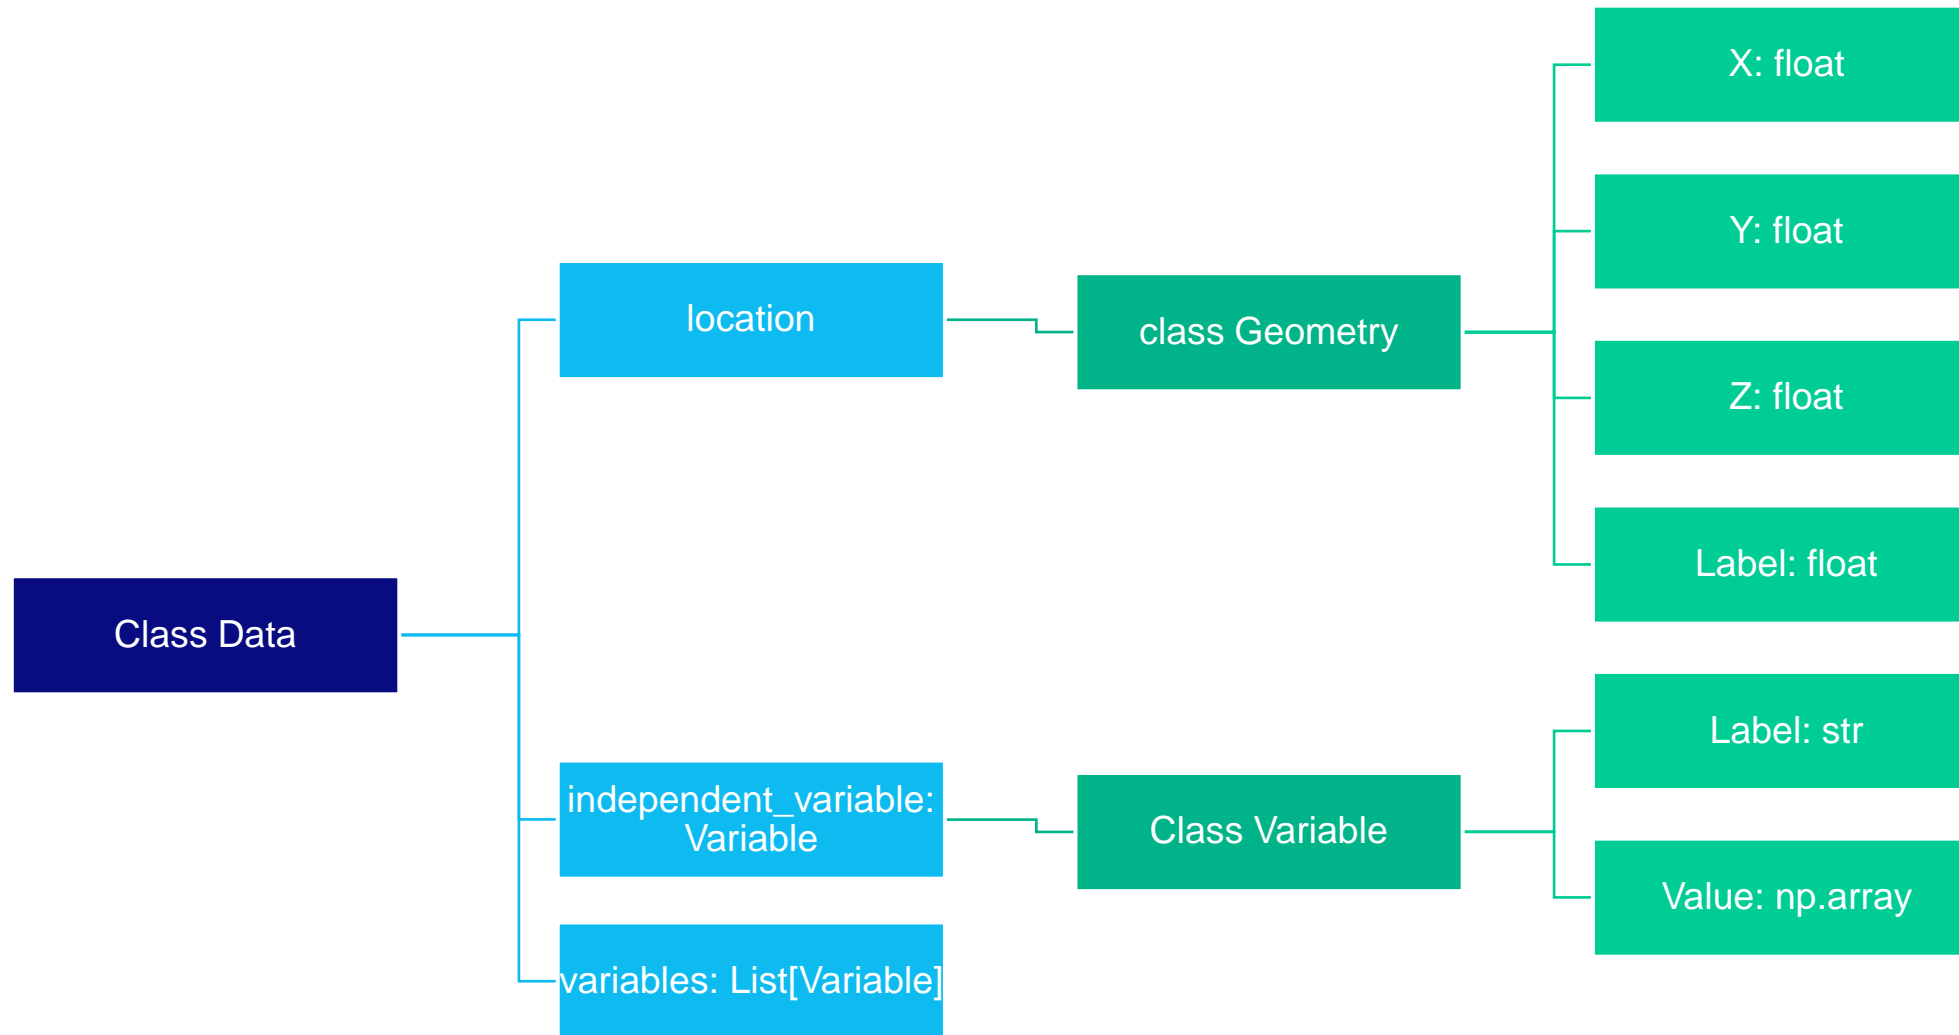 Class Data
location
class Geometry
X: float
Y: float
Z: float
Label: float
independent_variable:
Variable
Class Variable
Label: str
Value: np.array
variables: List[Variable]